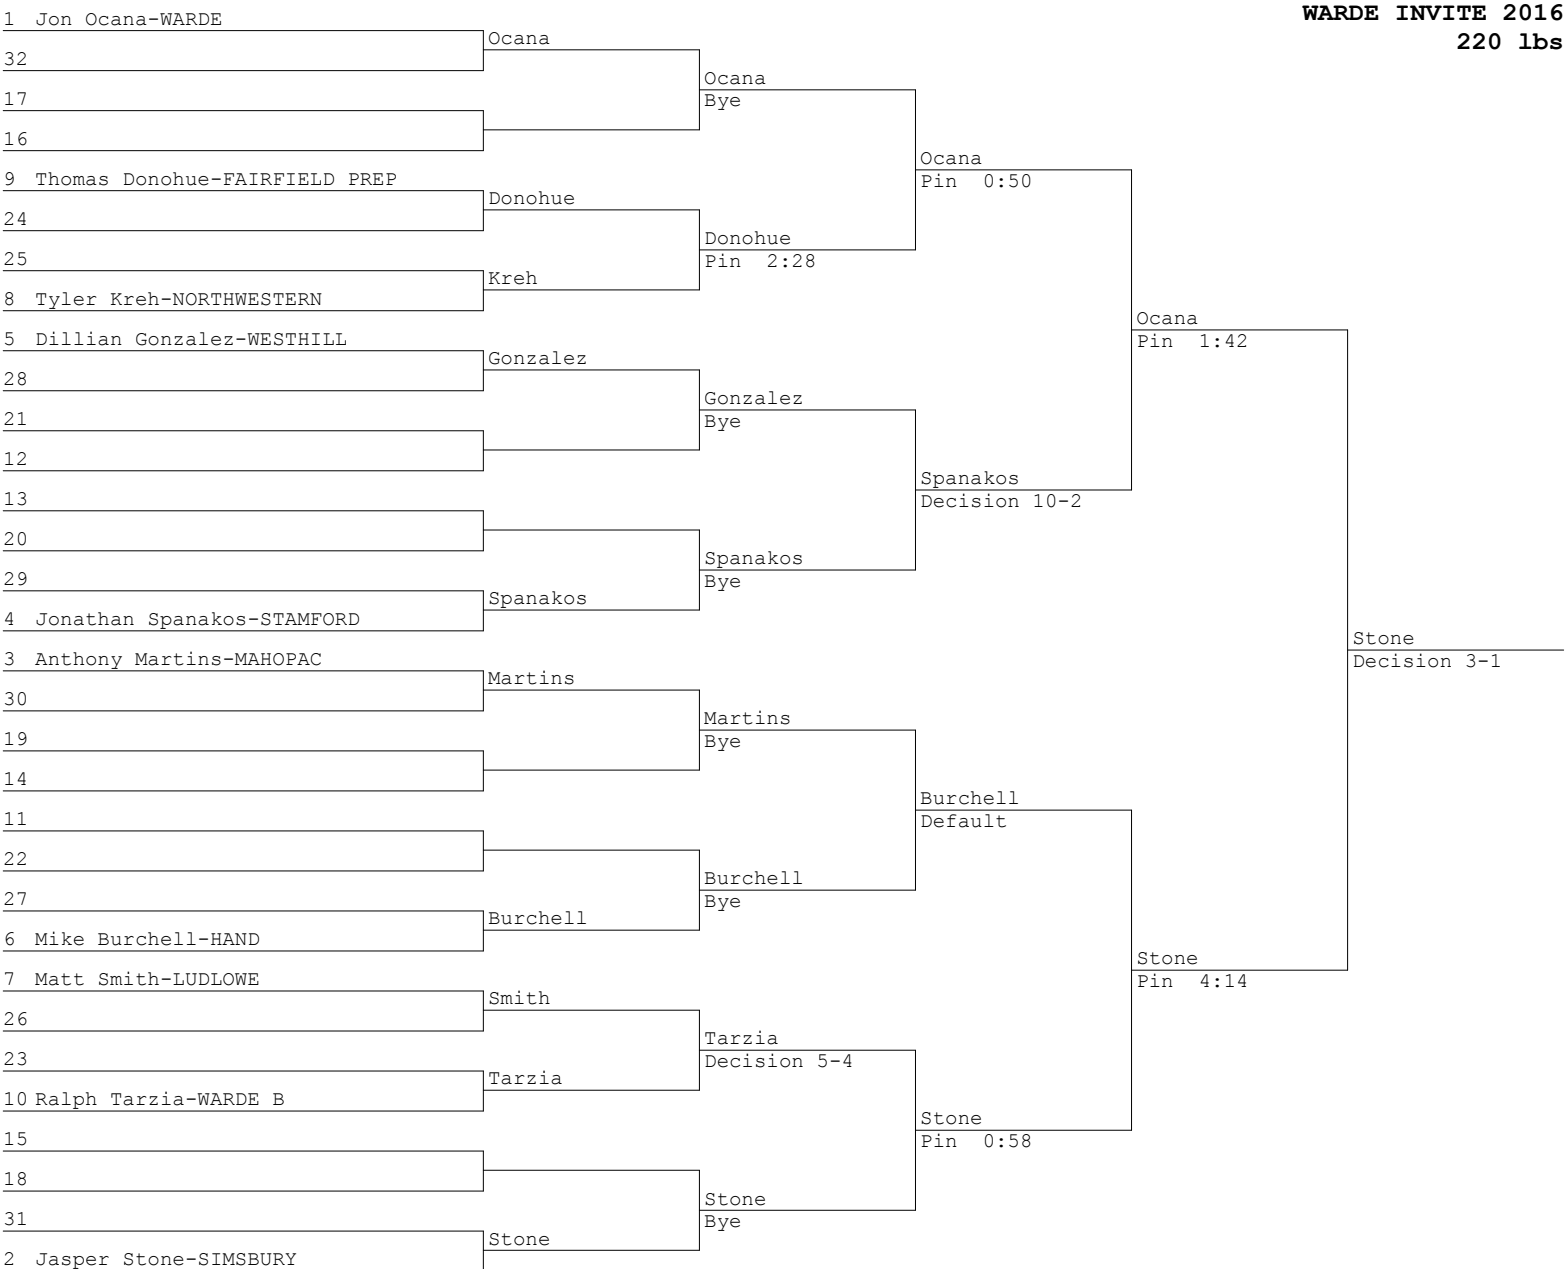 WARDE INVITE 2016
220 lbs
1 Jon Ocana-WARDE
Ocana
32
Ocana
17
Bye
16
Ocana
9 Thomas Donohue-FAIRFIELD PREP
Pin 0:50
Donohue
24
Donohue
25
Pin 2:28
Kreh
8 Tyler Kreh-NORTHWESTERN
Ocana
5 Dillian Gonzalez-WESTHILL
Pin 1:42
Gonzalez
28
Gonzalez
21
Bye
12
Spanakos
13
Decision 10-2
20
Spanakos
29
Bye
Spanakos
4 Jonathan Spanakos-STAMFORD
Stone
3 Anthony Martins-MAHOPAC
Decision 3-1
Martins
30
Martins
19
Bye
14
Burchell
11
Default
22
Burchell
27
Bye
Burchell
6 Mike Burchell-HAND
Stone
7 Matt Smith-LUDLOWE
Pin 4:14
Smith
26
Tarzia
23
Decision 5-4
Tarzia
10 Ralph Tarzia-WARDE B
Stone
15
Pin 0:58
18
Stone
31
Bye
Stone
2 Jasper Stone-SIMSBURY